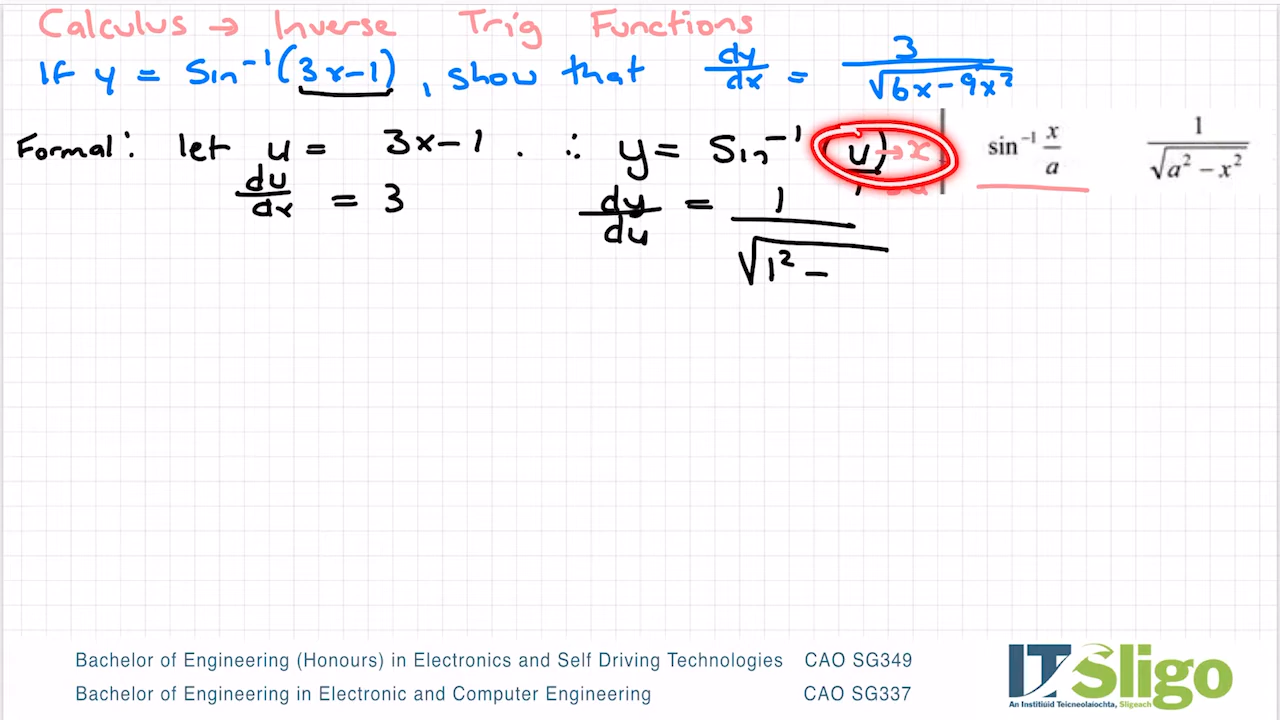 Calculus → Inverse Trig Functions
If y = Sin⁻¹(3x-1), show that dy/dx = 3/√(6x-9x²)
Formal: let u = 3x-1 . ∴ y = Sin⁻¹ u/1 → x → a
sin⁻¹ x/a 1/√(a² - x²)
du/dx = 3
dy/du = 1/√(1² -
Bachelor of Engineering (Honours) in Electronics and Self Driving Technologies CAO SG349
Bachelor of Engineering in Electronic and Computer Engineering CAO SG337
IT Sligo
An Institiúid Teicneolaíochta, Sligeach